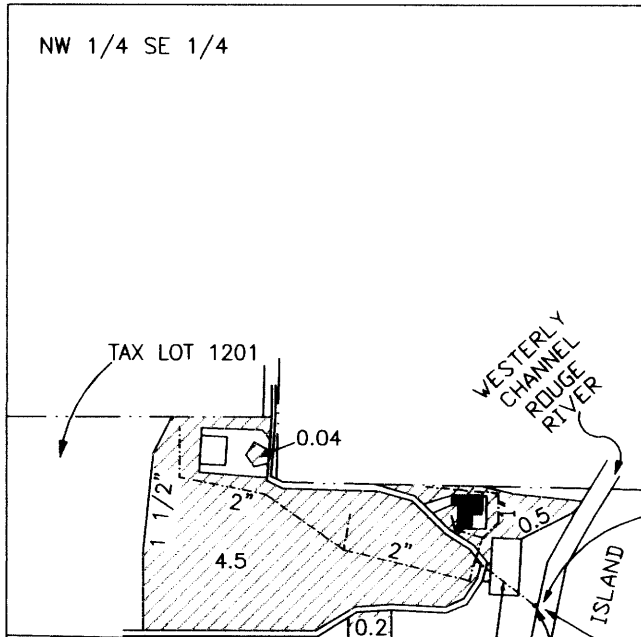 NW 1/4 SE 1/4
WESTERLY
CHANNEL
ROUGE
RIVER
TAX LOT 1201
0.04
1 1/2"
2"
1"
0.5
2"
4.5
ISLAND
0.2